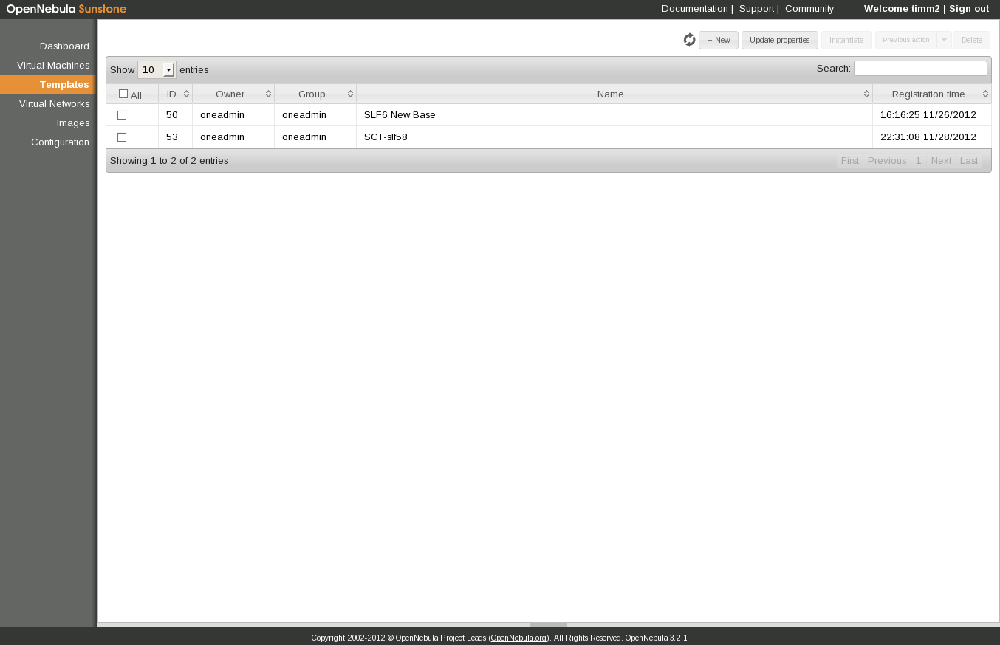 OpenNebula Sunstone
Documentation | Support | Community Welcome timm2 | Sign out
Dashboard
Virtual Machines
Templates
Virtual Networks
Images
Configuration
+ New Update properties Instantiate Previous action Delete
Show 10 entries Search:
All ID Owner Group Name Registration time
50 oneadmin oneadmin SLF6 New Base 16:16:25 11/26/2012
53 oneadmin oneadmin SCT-slf58 22:31:08 11/28/2012
Showing 1 to 2 of 2 entries First Previous 1 Next Last
Copyright 2002-2012 © OpenNebula Project Leads (OpenNebula.org). All Rights Reserved. OpenNebula 3.2.1